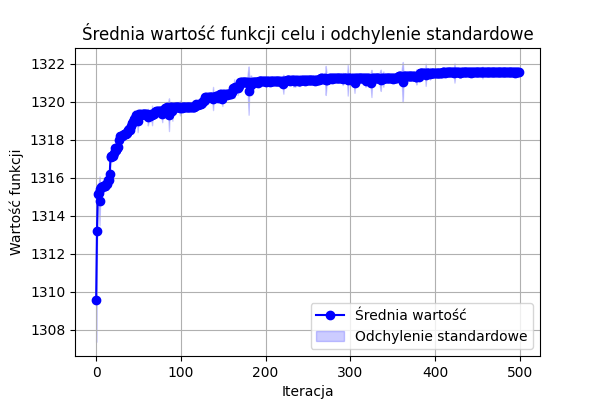 Średnia wartość funkcji celu i odchylenie standardowe
Wartość funkcji
1322
1320
1318
1316
1314
1312
1310
1308
Średnia wartość
Odchylenie standardowe
0 100 200 300 400 500
Iteracja